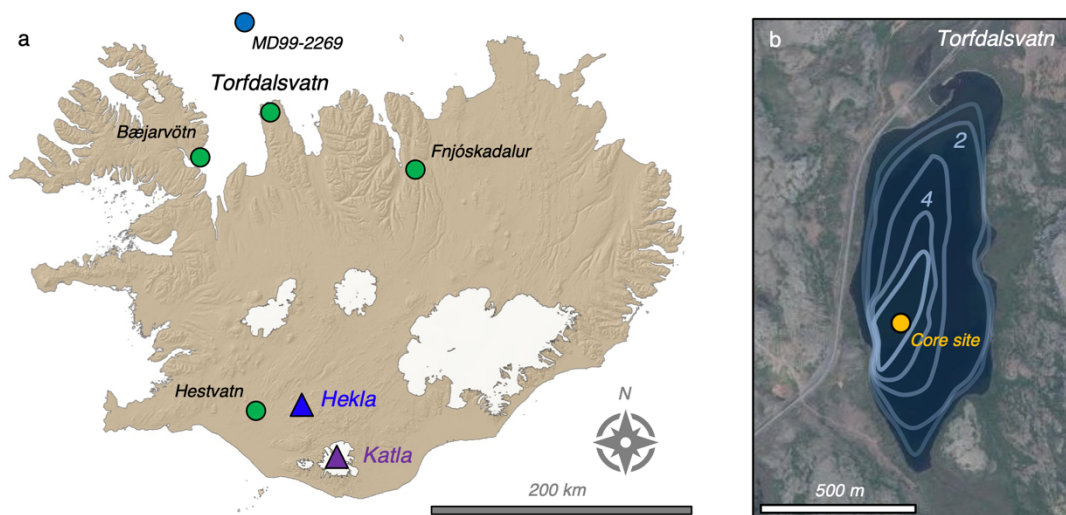 a
MD99-2269
Torfdalsvatn
Bæjarvötn
Fnjóskadalur
Hestvatn
Hekla
Katla
N
200 km
b
Torfdalsvatn
2
4
Core site
500 m